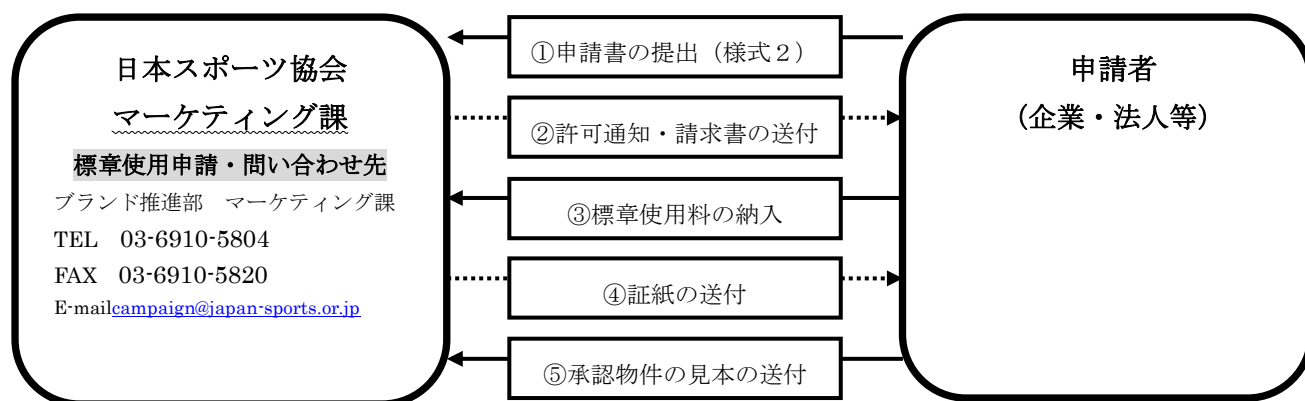 日本スポーツ協会
マーケティング課
標章使用申請・問い合わせ先
ブランド推進部　マーケティング課
TEL　03-6910-5804
FAX　03-6910-5820
E-mailcampaign@japan-sports.or.jp
①申請書の提出（様式２）
②許可通知・請求書の送付
③標章使用料の納入
④証紙の送付
⑤承認物件の見本の送付
申請者
（企業・法人等）